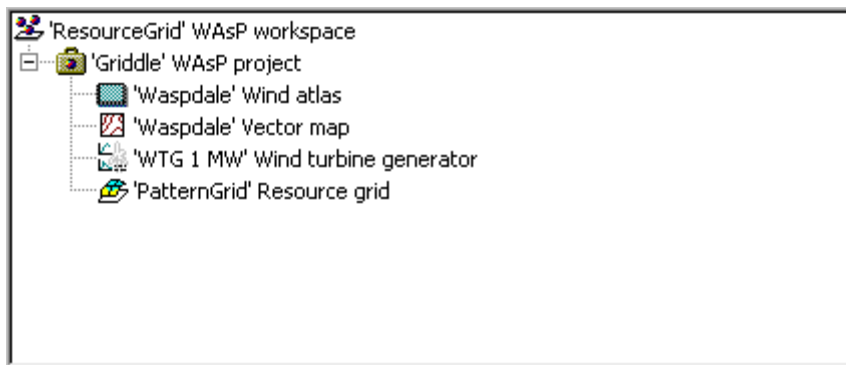 'ResourceGrid' WAsP workspace
'Griddle' WAsP project
'Waspdale' Wind atlas
'Waspdale' Vector map
'WTG 1 MW' Wind turbine generator
'PatternGrid' Resource grid